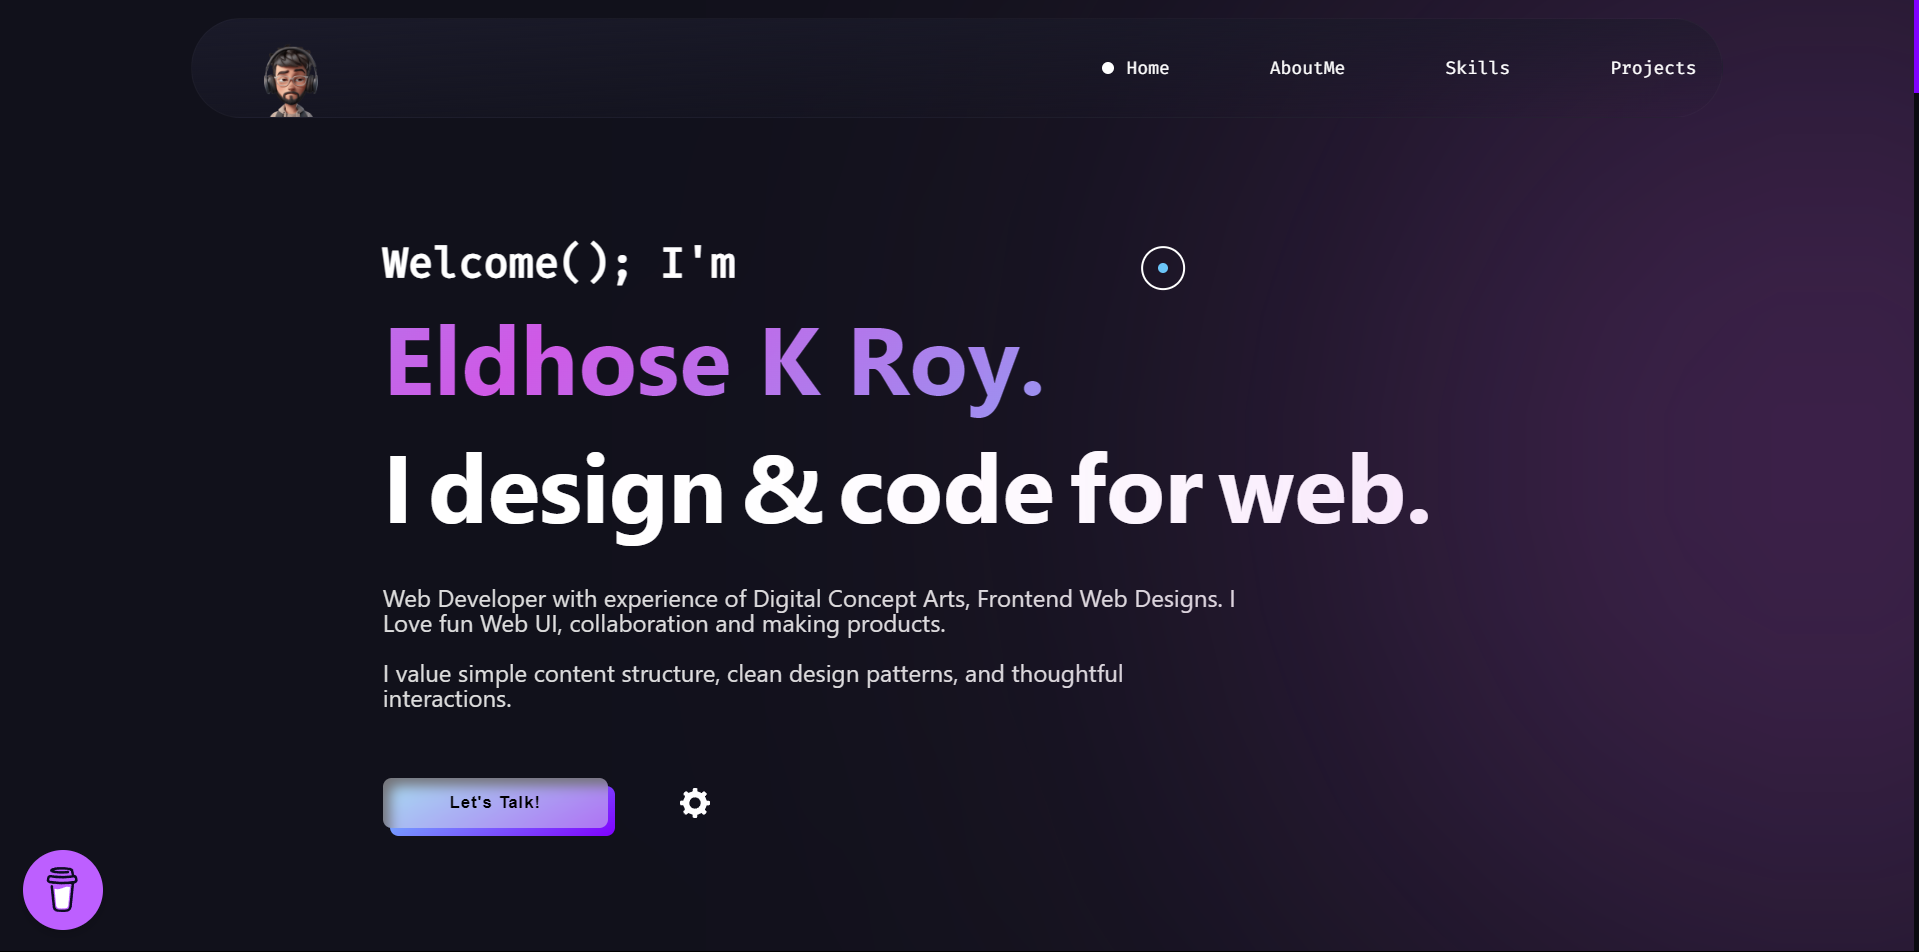 Home
AboutMe
Skills
Projects
Welcome(); I'm
Eldhose K Roy.
I design & code for web.
Web Developer with experience of Digital Concept Arts, Frontend Web Designs. I
Love fun Web UI, collaboration and making products.
I value simple content structure, clean design patterns, and thoughtful
interactions.
Let's Talk!